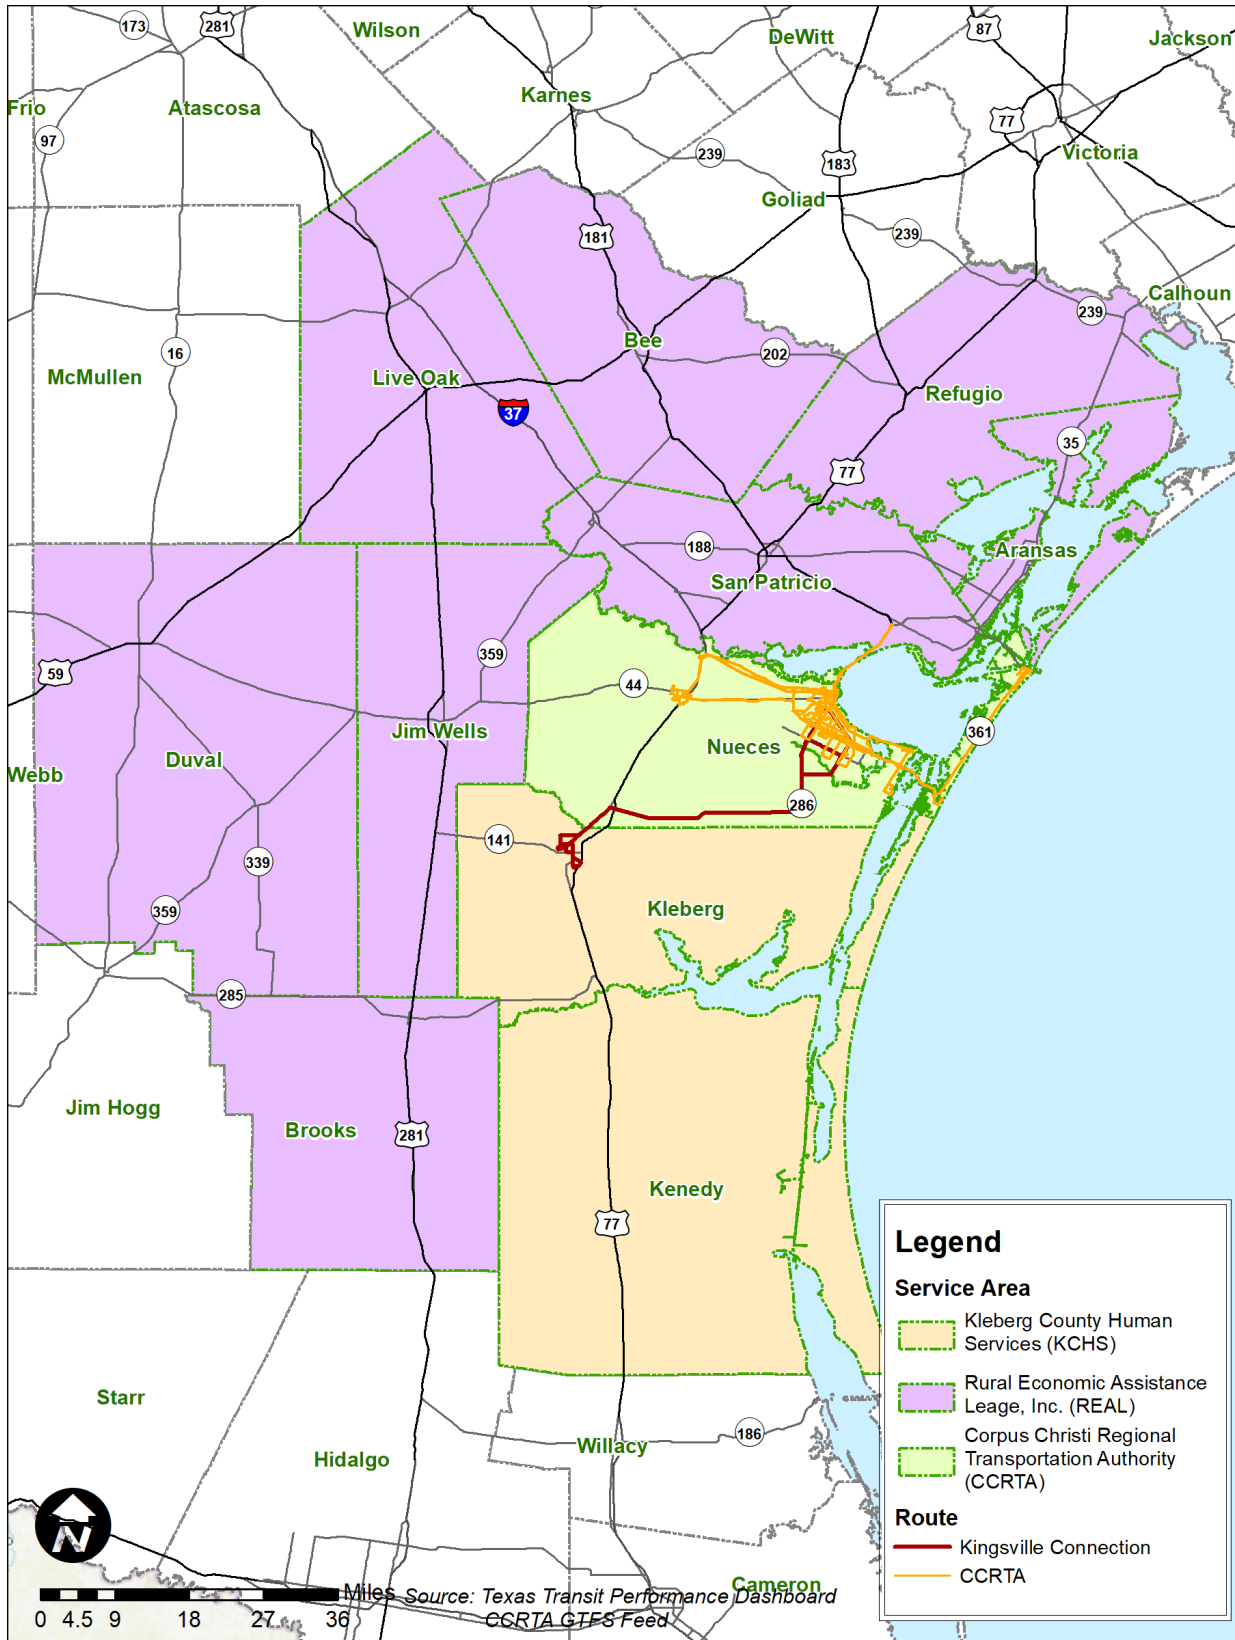 Wilson
DeWitt
Jackson
173
281
87
Frio
Atascosa
Karnes
97
77
239
183
Victoria
Goliad
239
181
Calhoun
239
16
Bee
202
McMullen
Live Oak
Refugio
37
35
77
188
Aransas
San Patricio
359
59
44
361
Jim Wells
Nueces
Duval
Webb
286
141
339
359
Kleberg
285
Jim Hogg
Brooks
281
Kenedy
77
Starr
Hidalgo
Willacy
186
Cameron
Legend
Service Area
Kleberg County Human
Services (KCHS)
Rural Economic Assistance
Leage, Inc. (REAL)
Corpus Christi Regional
Transportation Authority
(CCRTA)
Route
Kingsville Connection
CCRTA
N
Miles
0 4.5 9 18 27 36
Source: Texas Transit Performance Dashboard
CCRTA GTFS Feed